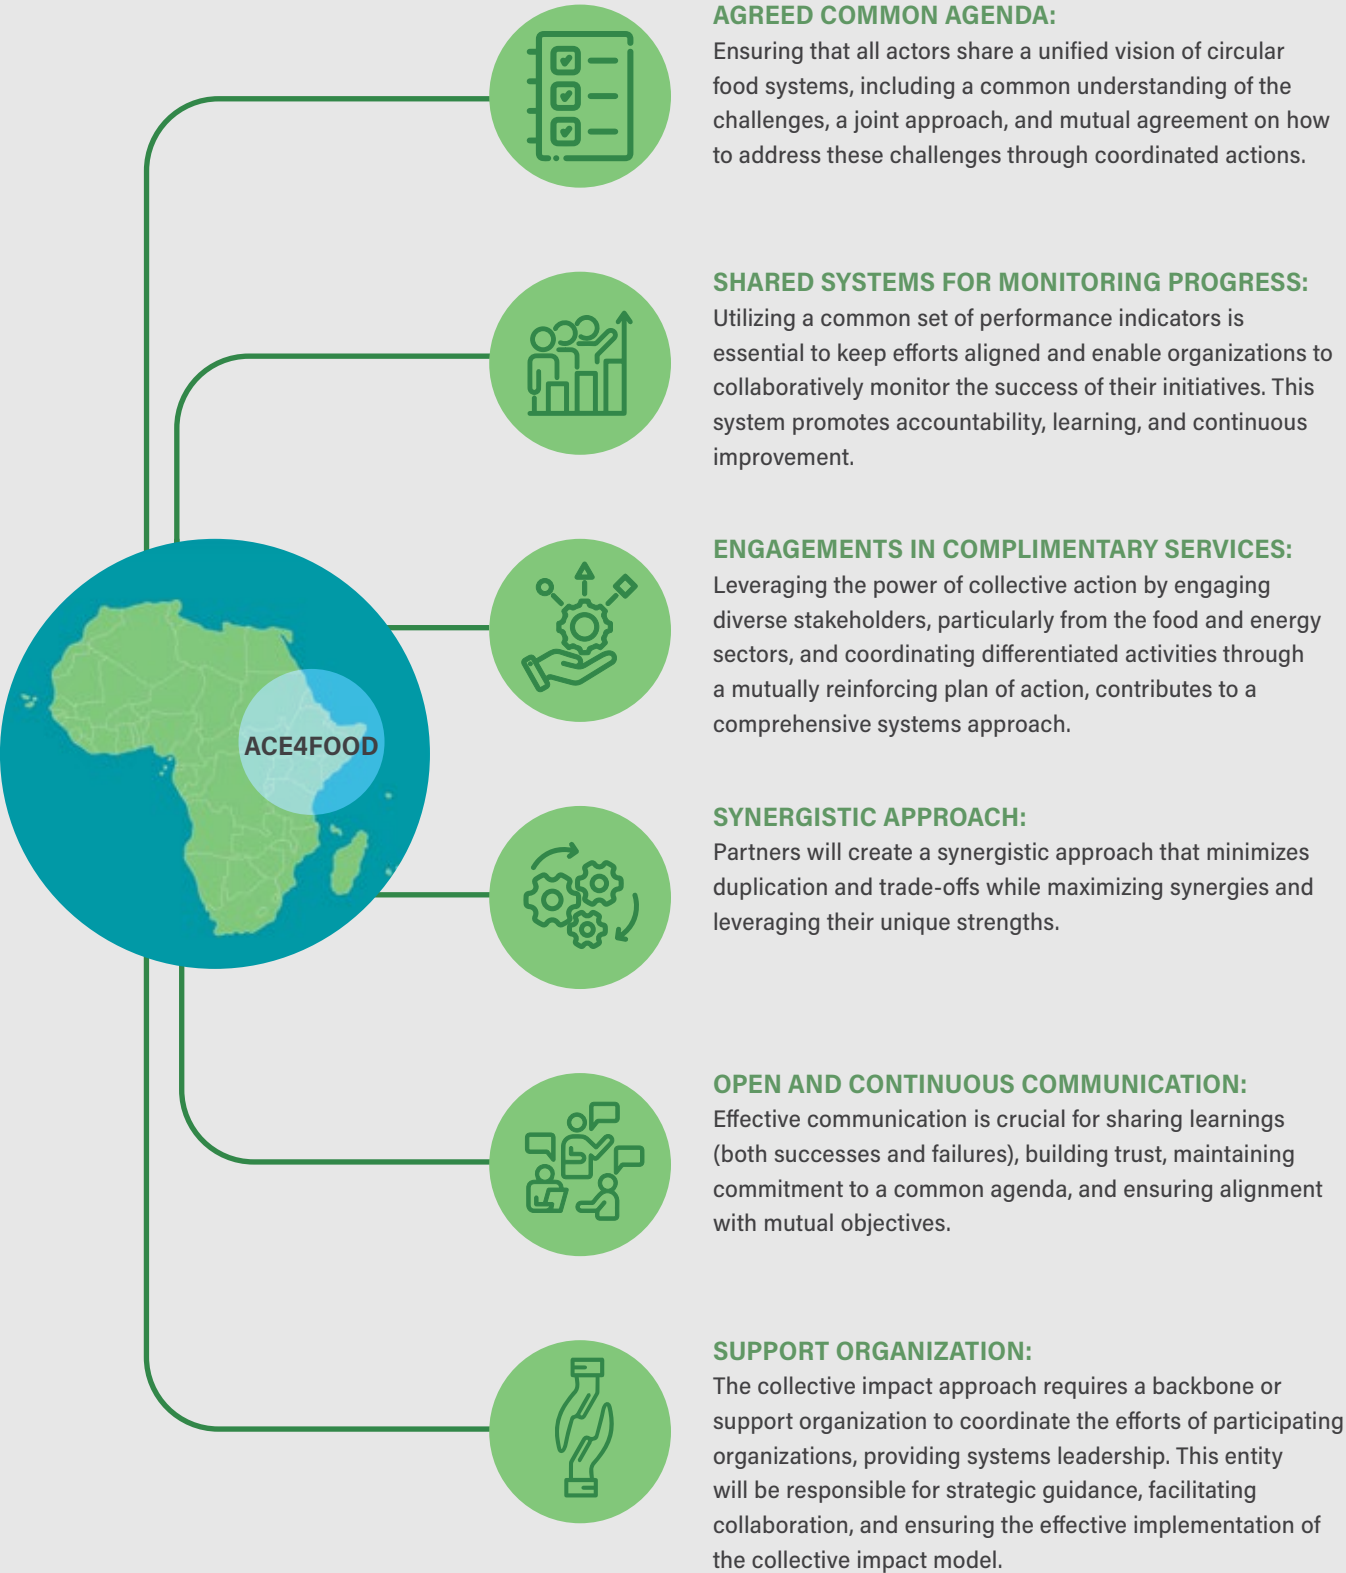 AGREED COMMON AGENDA:
Ensuring that all actors share a unified vision of circular
food systems, including a common understanding of the
challenges, a joint approach, and mutual agreement on how
to address these challenges through coordinated actions.
SHARED SYSTEMS FOR MONITORING PROGRESS:
Utilizing a common set of performance indicators is
essential to keep efforts aligned and enable organizations to
collaboratively monitor the success of their initiatives. This
system promotes accountability, learning, and continuous
improvement.
ENGAGEMENTS IN COMPLIMENTARY SERVICES:
Leveraging the power of collective action by engaging
diverse stakeholders, particularly from the food and energy
sectors, and coordinating differentiated activities through
a mutually reinforcing plan of action, contributes to a
comprehensive systems approach.
ACE4FOOD
SYNERGISTIC APPROACH:
Partners will create a synergistic approach that minimizes
duplication and trade-offs while maximizing synergies and
leveraging their unique strengths.
OPEN AND CONTINUOUS COMMUNICATION:
Effective communication is crucial for sharing learnings
(both successes and failures), building trust, maintaining
commitment to a common agenda, and ensuring alignment
with mutual objectives.
SUPPORT ORGANIZATION:
The collective impact approach requires a backbone or
support organization to coordinate the efforts of participating
organizations, providing systems leadership. This entity
will be responsible for strategic guidance, facilitating
collaboration, and ensuring the effective implementation of
the collective impact model.